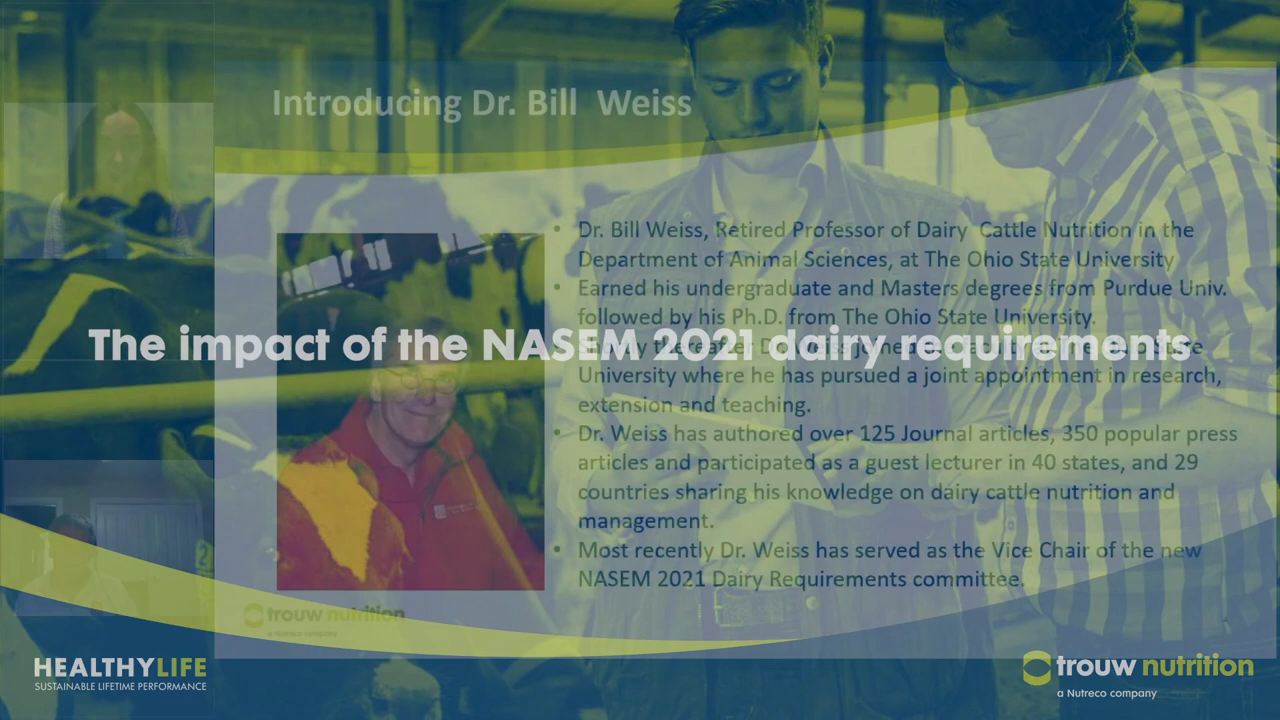 Introducing Dr. Bill Weiss
• Dr. Bill Weiss, Retired Professor of Dairy Cattle Nutrition in the
Department of Animal Sciences, at The Ohio State University
• Earned his undergraduate and Masters degrees from Purdue Univ.
followed by his Ph.D. from The Ohio State University.
The impact of the NASEM 2021 dairy requirements
University where he has pursued a joint appointment in research,
extension and teaching.
• Dr. Weiss has authored over 125 Journal articles, 350 popular press
articles and participated as a guest lecturer in 40 states, and 29
countries sharing his knowledge on dairy cattle nutrition and
management.
• Most recently Dr. Weiss has served as the Vice Chair of the new
NASEM 2021 Dairy Requirements committee.
trouw nutrition
a Nutreco company
HEALTHYLIFE
SUSTAINABLE LIFETIME PERFORMANCE
trouw nutrition
a Nutreco company